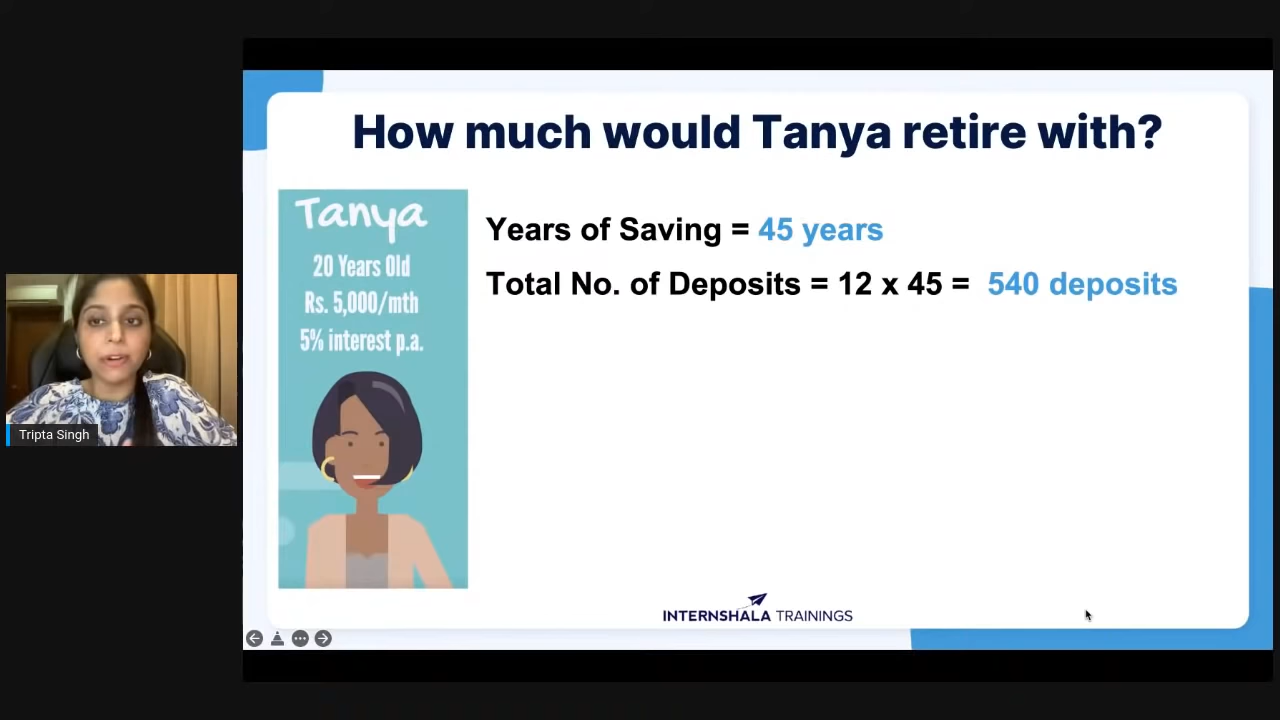 How much would Tanya retire with?
Tanya
20 Years Old
Rs. 5,000/mth
5% interest p.a.
Years of Saving = 45 years
Total No. of Deposits = 12 x 45 = 540 deposits
Tripta Singh
INTERNSHALA TRAININGS